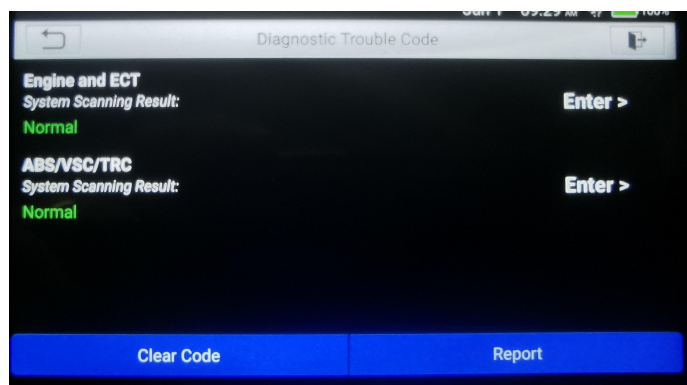 Diagnostic Trouble Code
Engine and ECT
System Scanning Result:
Enter >
Normal
ABS/VSC/TRC
System Scanning Result:
Enter >
Normal
Clear Code
Report